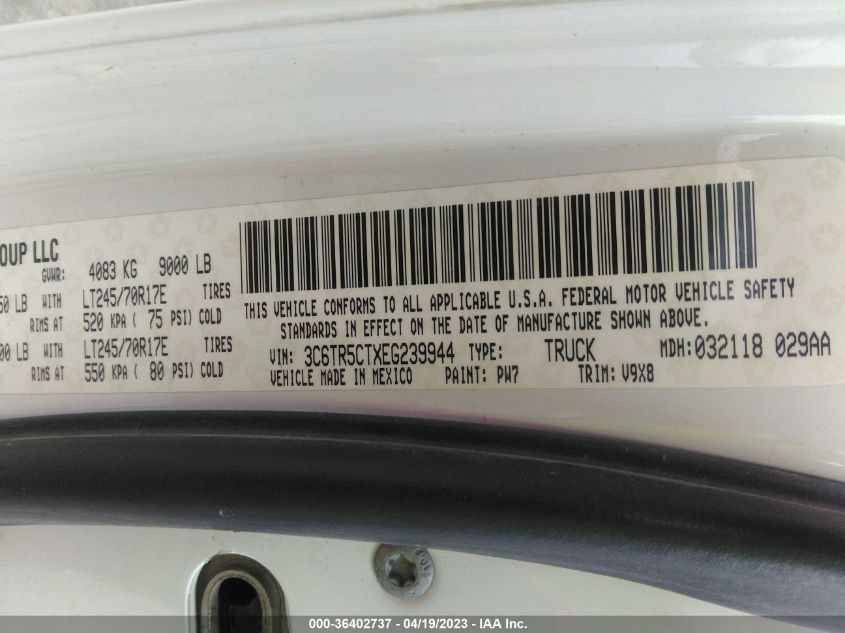 OUP LLC
GVWR: 4083 KG 9000 LB
50 LB WITH LT245/70R17E TIRES
RIMS AT 520 KPA ( 75 PSI) COLD
00 LB WITH LT245/70R17E TIRES
RIMS AT 550 KPA ( 80 PSI) COLD
THIS VEHICLE CONFORMS TO ALL APPLICABLE U.S.A. FEDERAL MOTOR VEHICLE SAFETY
STANDARDS IN EFFECT ON THE DATE OF MANUFACTURE SHOWN ABOVE.
VIN: 3C6TR5CTXEG239944 TYPE: TRUCK MDH: 032118 029AA
VEHICLE MADE IN MEXICO PAINT: PW7 TRIM: V9X8
000-36402737 - 04/19/2023 - IAA Inc.